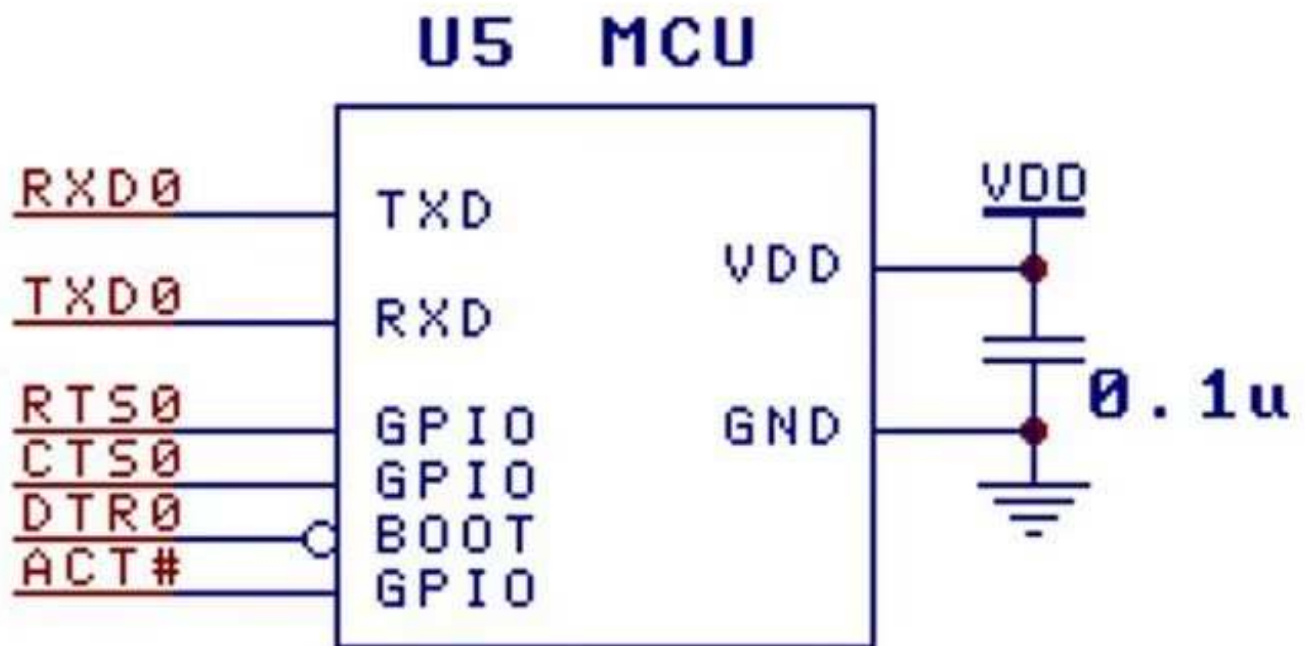 U5 MCU
RXD0
TXD
VDD
VDD
TXD0
RXD
RTS0
GPIO
GND
0.1u
CTS0
GPIO
DTR0
BOOT
ACT#
GPIO